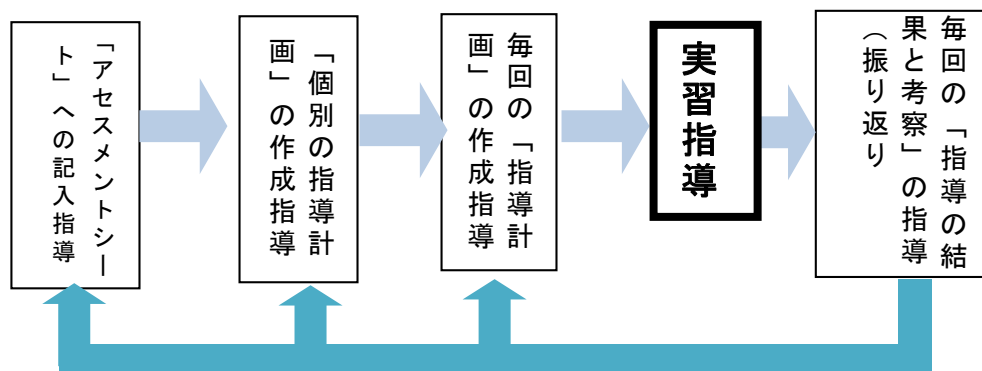 「アセスメントシー
ト」への記入指導
「個別の指導計
画」の作成指導
毎回の「指導計
画」の作成指導
実習指導
毎回の「指導の結
果と考察」の指導
（振り返り